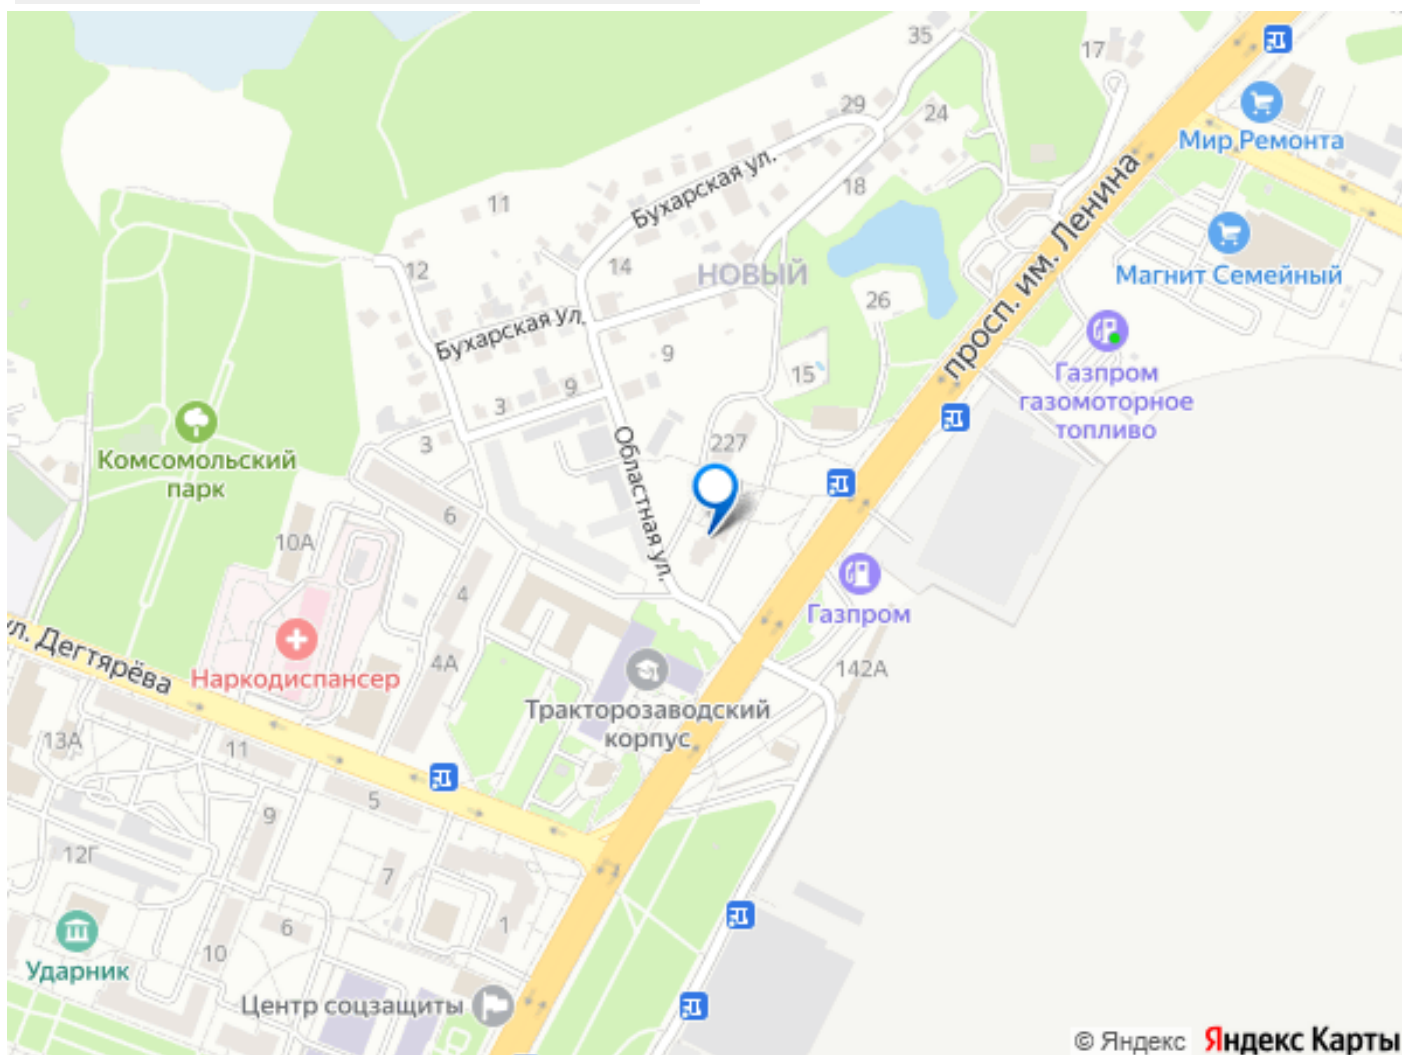 35
17
29
24
Мир Ремонта
Бухарская ул.
18
11
просп. им. Ленина
12
14
НОВЫЙ
Магнит Семейный
26
Бухарская ул.
9
15
Газпром
газомоторное
топливо
9
3
3
227
Комсомольский
парк
Областная ул.
6
10А
4
Газпром
ул. Дегтярёва
Наркодиспансер
4А
142А
Тракторозаводский
корпус
13А
11
5
9
12Г
7
1
6
10
Ударник
Центр соцзащиты
© Яндекс Яндекс Карты